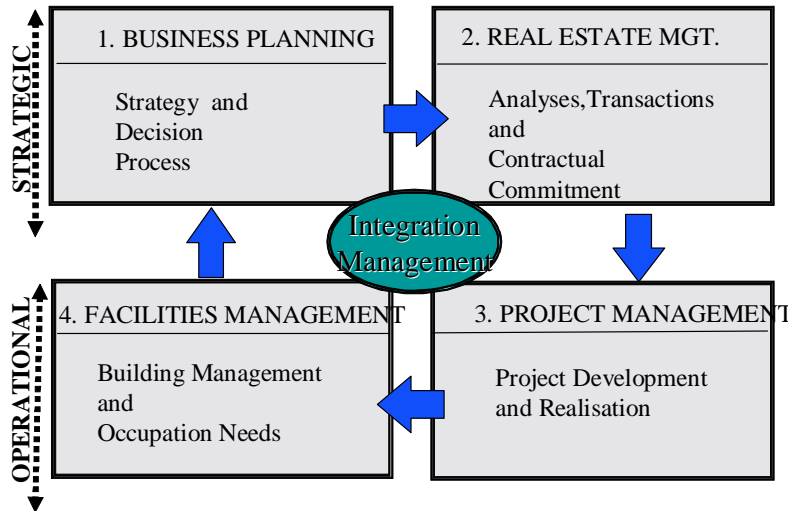 STRATEGIC
1. BUSINESS PLANNING
Strategy and
Decision
Process
2. REAL ESTATE MGT.
Analyses,Transactions
and
Contractual
Commitment
Integration
Management
OPERATIONAL
4. FACILITIES MANAGEMENT
Building Management
and
Occupation Needs
3. PROJECT MANAGEMENT
Project Development
and Realisation